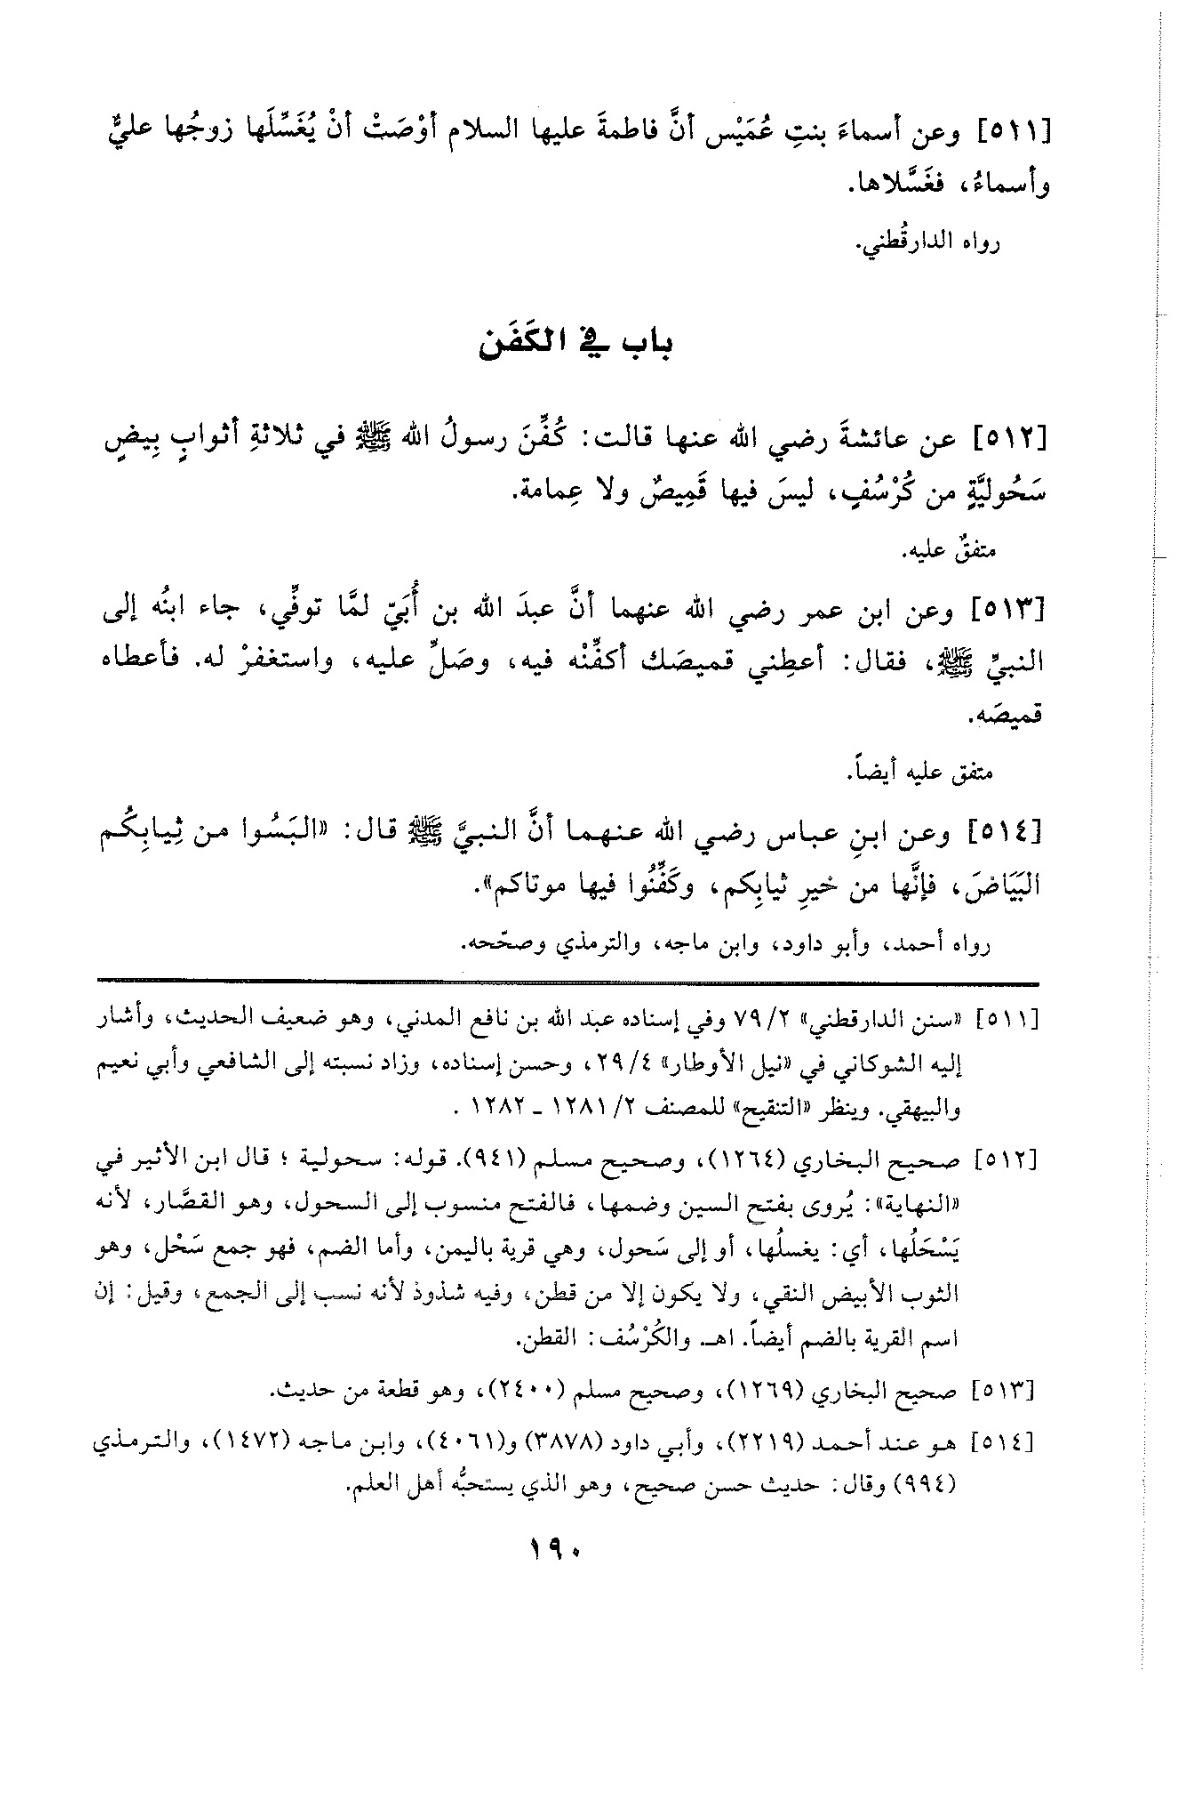 [٥١١] وعن أسماءَ بنتِ عُمَيْس أنَّ فاطمةَ عليها السلام أوْصَتْ أنْ يُغَسِّلَها زوجُها عليٌّ
وأسماءُ، فغَسَّلاها.
رواه الدارقُطني.
باب في الكَفَن
[٥١٢] عن عائشةَ رضي الله عنها قالت: كُفِّنَ رسولُ الله ﷺ في ثلاثةِ أثوابٍ بِيضٍ
سَحُوليَّةٍ من كُرْسُفٍ، ليسَ فيها قَمِيصٌ ولا عِمامة.
متفقٌ عليه.
[٥١٣] وعن ابن عمر رضي الله عنهما أنَّ عبدَ الله بن أُبَيّ لمَّا توفِّي، جاء ابنُه إلى
النبيِّ ﷺ، فقال: أعطِني قميصَك أكفِّنْه فيه، وصَلِّ عليه، واستغفرْ له. فأعطاه
قميصَه.
متفق عليه أيضاً.
[٥١٤] وعن ابنِ عباس رضي الله عنهما أنَّ النبيَّ ﷺ قال: «البَسُوا من ثِيابِكُم
البَيَاضَ، فإنَّها من خيرِ ثيابِكم، وكَفِّنُوا فيها موتاكم».
رواه أحمد، وأبو داود، وابن ماجه، والترمذي وصحّحه.
[٥١١] «سنن الدارقطني» ٧٩/٢ وفي إسناده عبد الله بن نافع المدني، وهو ضعيف الحديث، وأشار
إليه الشوكاني في «نيل الأوطار» ٢٩/٤، وحسن إسناده، وزاد نسبته إلى الشافعي وأبي نعيم
والبيهقي. وينظر «التنقيح» للمصنف ١٢٨١/٢ - ١٢٨٢ .
[٥١٢] صحيح البخاري (١٢٦٤)، وصحيح مسلم (٩٤١). قوله: سحولية ؛ قال ابن الأثير في
«النهاية»: يُروى بفتح السين وضمها، فالفتح منسوب إلى السحول، وهو القصَّار، لأنه
يَسْحَلُها، أي: يغسلُها، أو إلى سَحول، وهي قرية باليمن، وأما الضم، فهو جمع سَحْل، وهو
الثوب الأبيض النقي، ولا يكون إلا من قطن، وفيه شذوذ لأنه نسب إلى الجمع، وقيل: إن
اسم القرية بالضم أيضاً. اهـ. والكُرْسُف: القطن.
[٥١٣] صحيح البخاري (١٢٦٩)، وصحيح مسلم (٢٤٠٠)، وهو قطعة من حديث.
[٥١٤] هو عند أحمد (٢٢١٩)، وأبي داود (٣٨٧٨) و(٤٠٦١)، وابن ماجه (١٤٧٢)، والترمذي
(٩٩٤) وقال: حديث حسن صحيح، وهو الذي يستحبُّه أهل العلم.
١٩٠